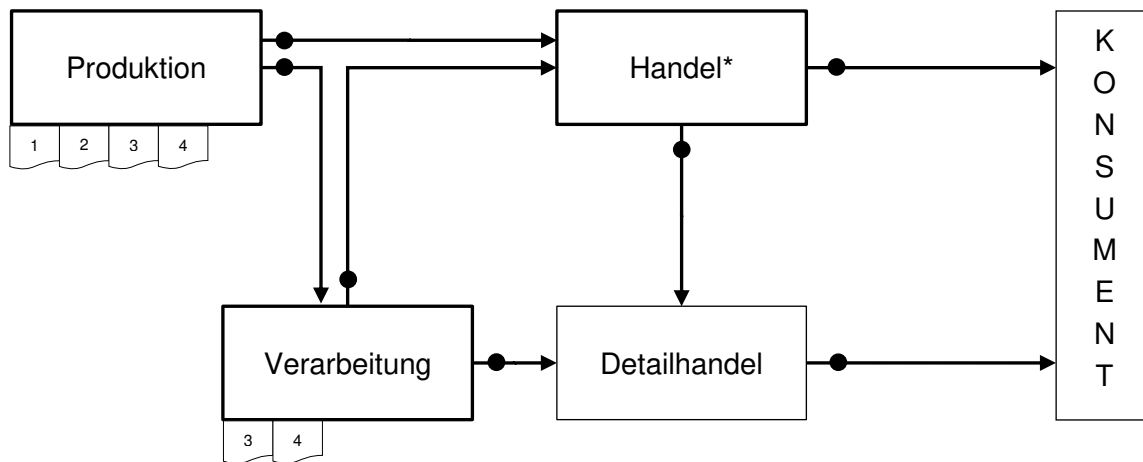 Produktion
Handel*
1 2 3 4
Verarbeitung
Detailhandel
3 4
K
O
N
S
U
M
E
N
T